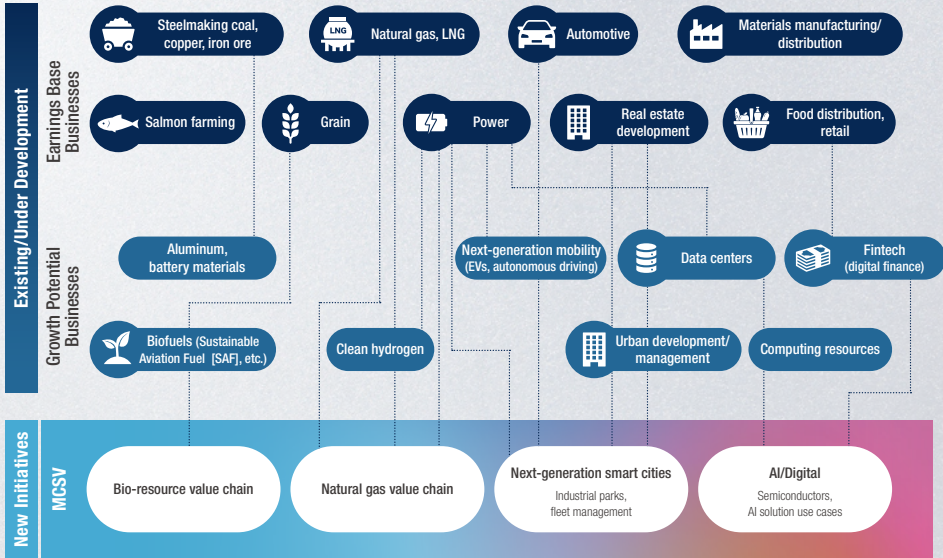 Existing/Under Development
Earnings Base
Businesses
Steelmaking coal,
copper, iron ore
LNG
Natural gas, LNG
Automotive
Materials manufacturing/
distribution
Salmon farming
Grain
Power
Real estate
development
Food distribution,
retail
Growth Potential
Businesses
Aluminum,
battery materials
Next-generation mobility
(EVs, autonomous driving)
Data centers
Fintech
(digital finance)
Biofuels (Sustainable
Aviation Fuel [SAF], etc.)
Clean hydrogen
Urban development/
management
Computing resources
New Initiatives
MCSV
Bio-resource value chain
Natural gas value chain
Next-generation smart cities
Industrial parks,
fleet management
AI/Digital
Semiconductors,
AI solution use cases